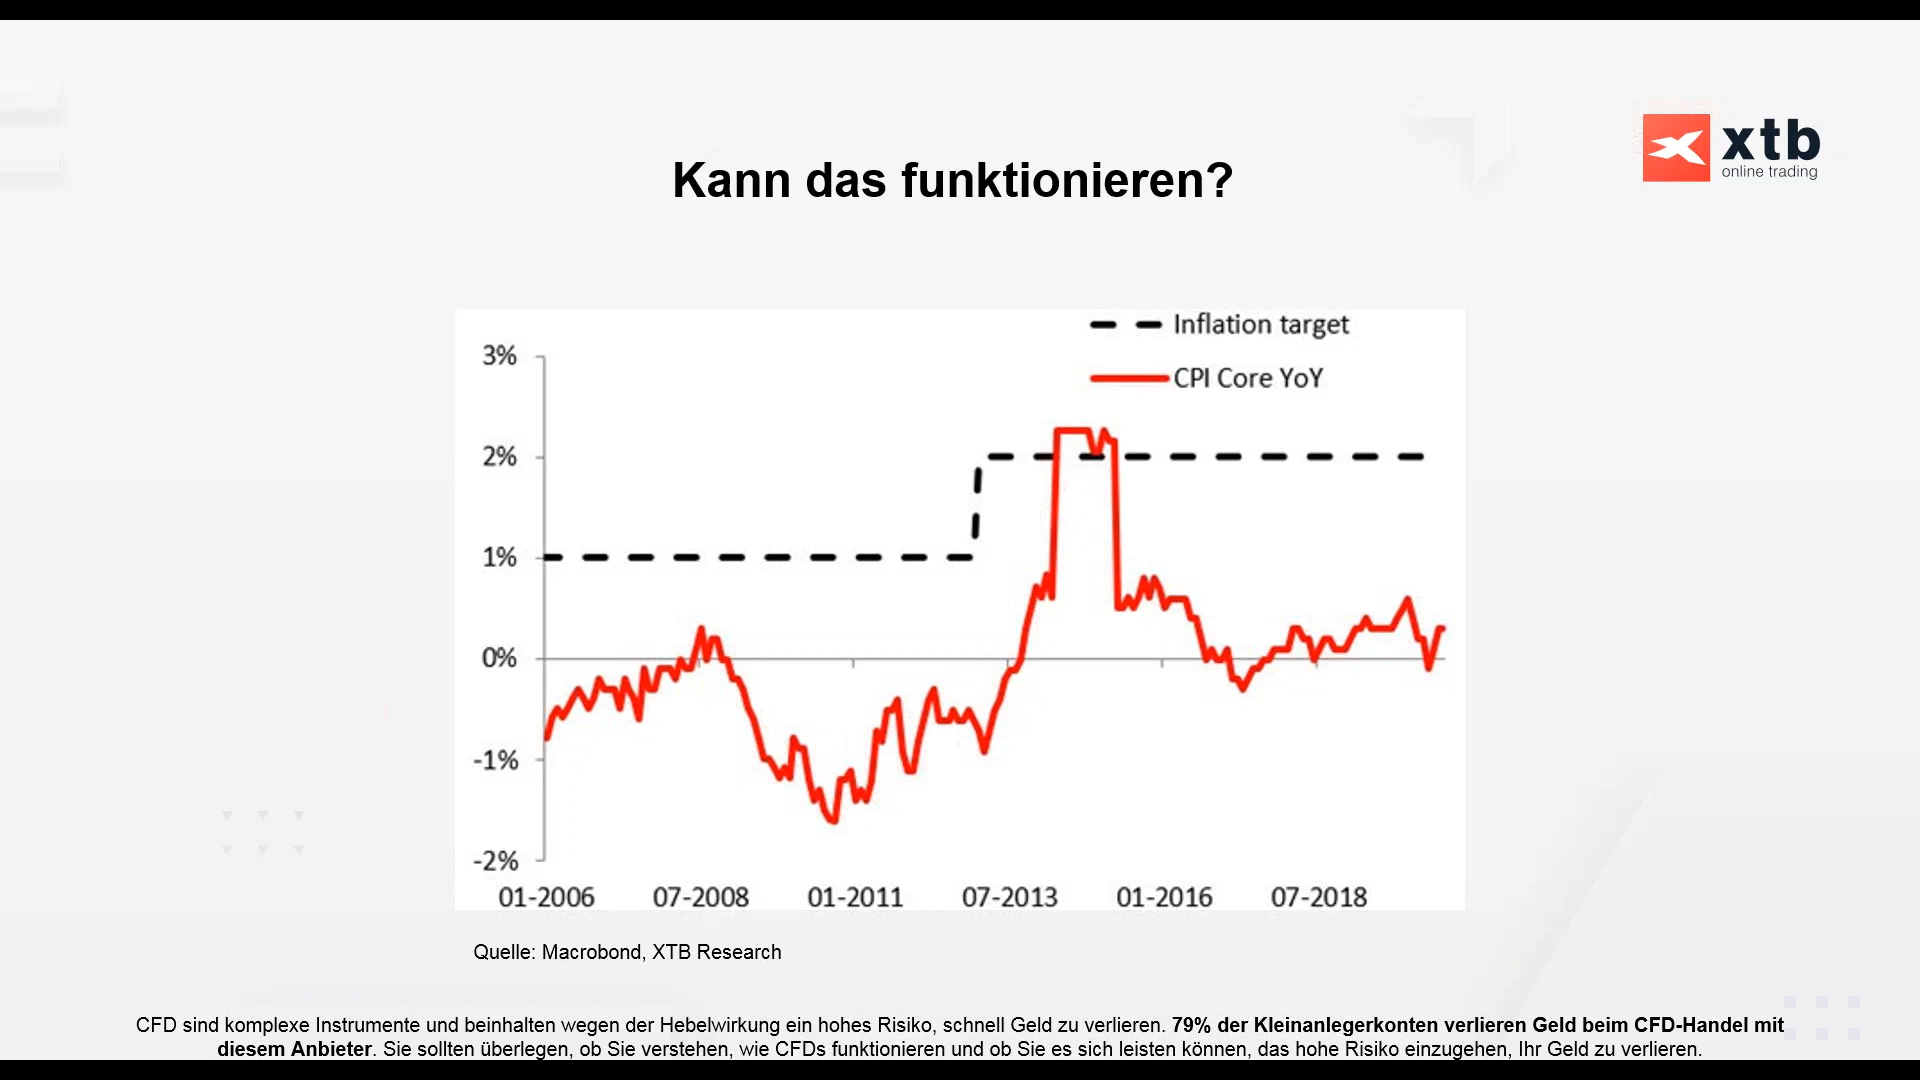 xtb
online trading
Kann das funktionieren?
Inflation target
CPI Core YoY
3%
2%
1%
0%
-1%
-2%
01-2006 07-2008 01-2011 07-2013 01-2016 07-2018
Quelle: Macrobond, XTB Research
CFD sind komplexe Instrumente und beinhalten wegen der Hebelwirkung ein hohes Risiko, schnell Geld zu verlieren. 79% der Kleinanlegerkonten verlieren Geld beim CFD-Handel mit
diesem Anbieter. Sie sollten überlegen, ob Sie verstehen, wie CFDs funktionieren und ob Sie es sich leisten können, das hohe Risiko einzugehen, Ihr Geld zu verlieren.